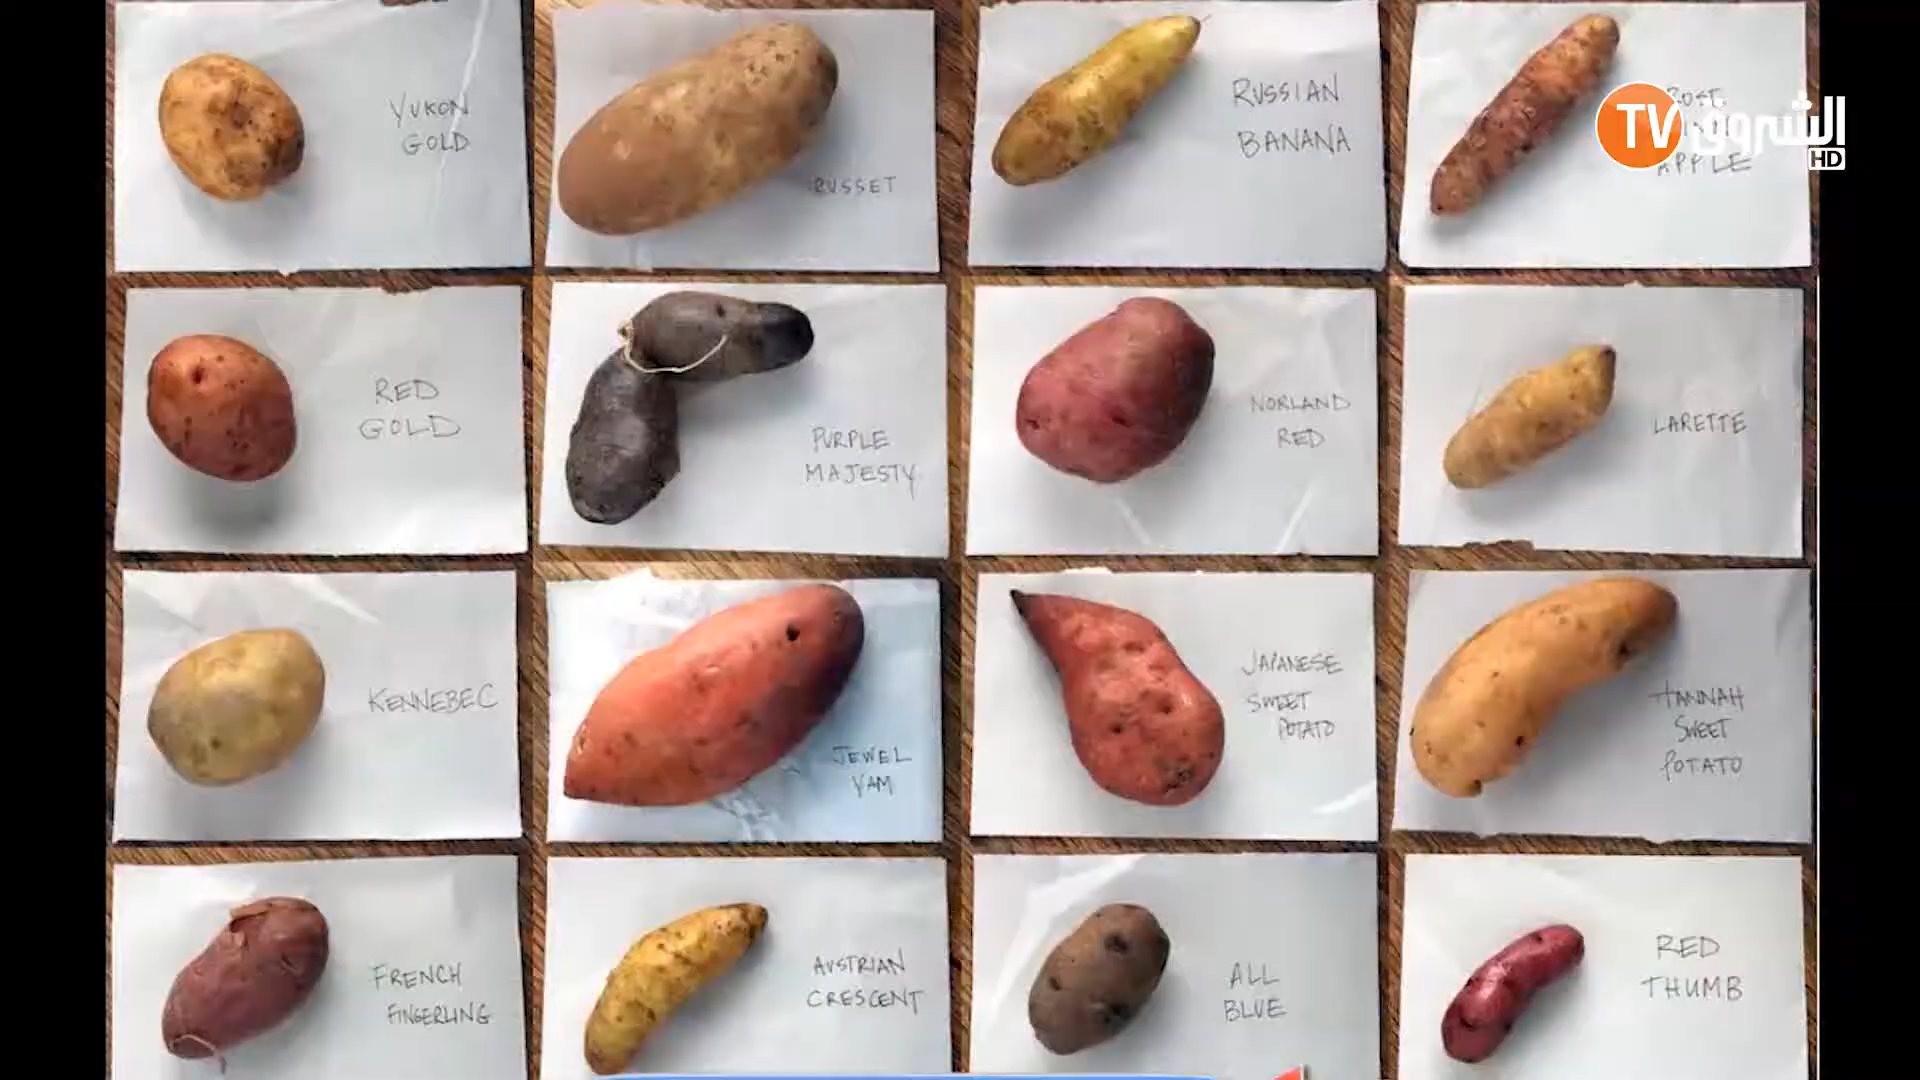 YUKON
GOLD
RUSSET
RUSSIAN
BANANA
APPLE
TV الشروق
HD
RED
GOLD
PURPLE
MAJESTY
NORLAND
RED
LARETTE
KENNEBEC
JEWEL
YAM
JAPANESE
SWEET
POTATO
HANNAH
SWEET
POTATO
FRENCH
FINGERLING
AUSTRIAN
CRESCENT
ALL
BLUE
RED
THUMB